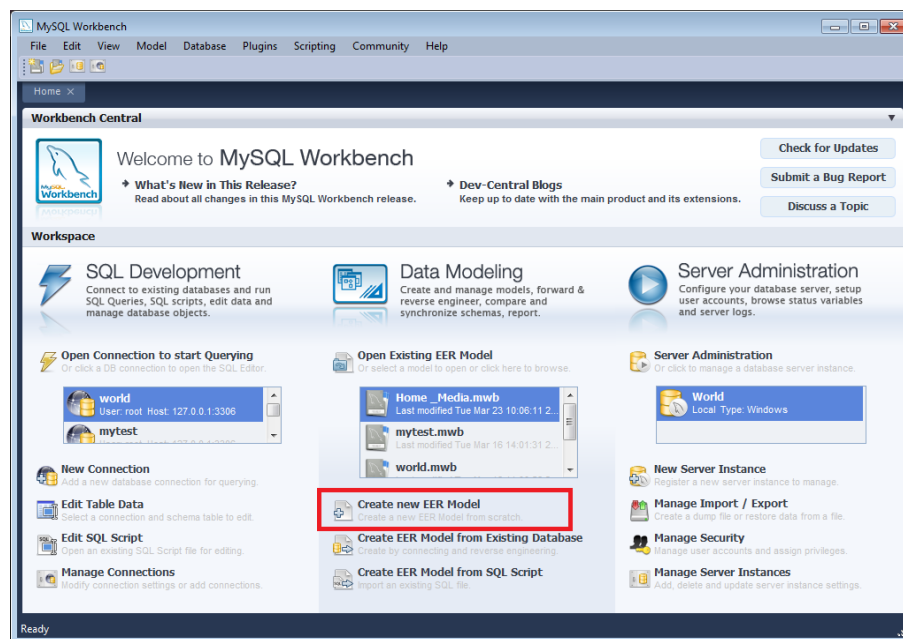 MySQL Workbench
File Edit View Model Database Plugins Scripting Community Help
Home
Workbench Central
MySQL
Workbench
Welcome to MySQL Workbench
What's New in This Release?
Read about all changes in this MySQL Workbench release.
Dev-Central Blogs
Keep up to date with the main product and its extensions.
Check for Updates
Submit a Bug Report
Discuss a Topic
Workspace
SQL Development
Connect to existing databases and run
SQL Queries, SQL scripts, edit data and
manage database objects.
Open Connection to start Querying
Or click a DB connection to open the SQL Editor.
world
User: root Host: 127.0.0.1:3306
mytest
New Connection
Add a new database connection for querying.
Edit Table Data
Select a connection and schema table to edit.
Edit SQL Script
Open an existing SQL Script file for editing.
Manage Connections
Modify connection settings or add connections.
Data Modeling
Create and manage models, forward &
reverse engineer, compare and
synchronize schemas, report.
Open Existing EER Model
Or select a model to open or click here to browse.
Home _Media.mwb
Last modified Tue Mar 23 10:06:11 2...
mytest.mwb
Last modified Tue Mar 16 14:01:31 2...
world.mwb
Create new EER Model
Create a new EER Model from scratch.
Create EER Model from Existing Database
Create by connecting and reverse engineering.
Create EER Model from SQL Script
Import an existing SQL file.
Server Administration
Configure your database server, setup
user accounts, browse status variables
and server logs.
Server Administration
Or click to manage a database server instance.
World
Local Type: Windows
New Server Instance
Register a new server instance to manage.
Manage Import / Export
Create a dump file or restore data from a file.
Manage Security
Manage user accounts and assign privileges.
Manage Server Instances
Add, delete and update server instance settings.
Ready